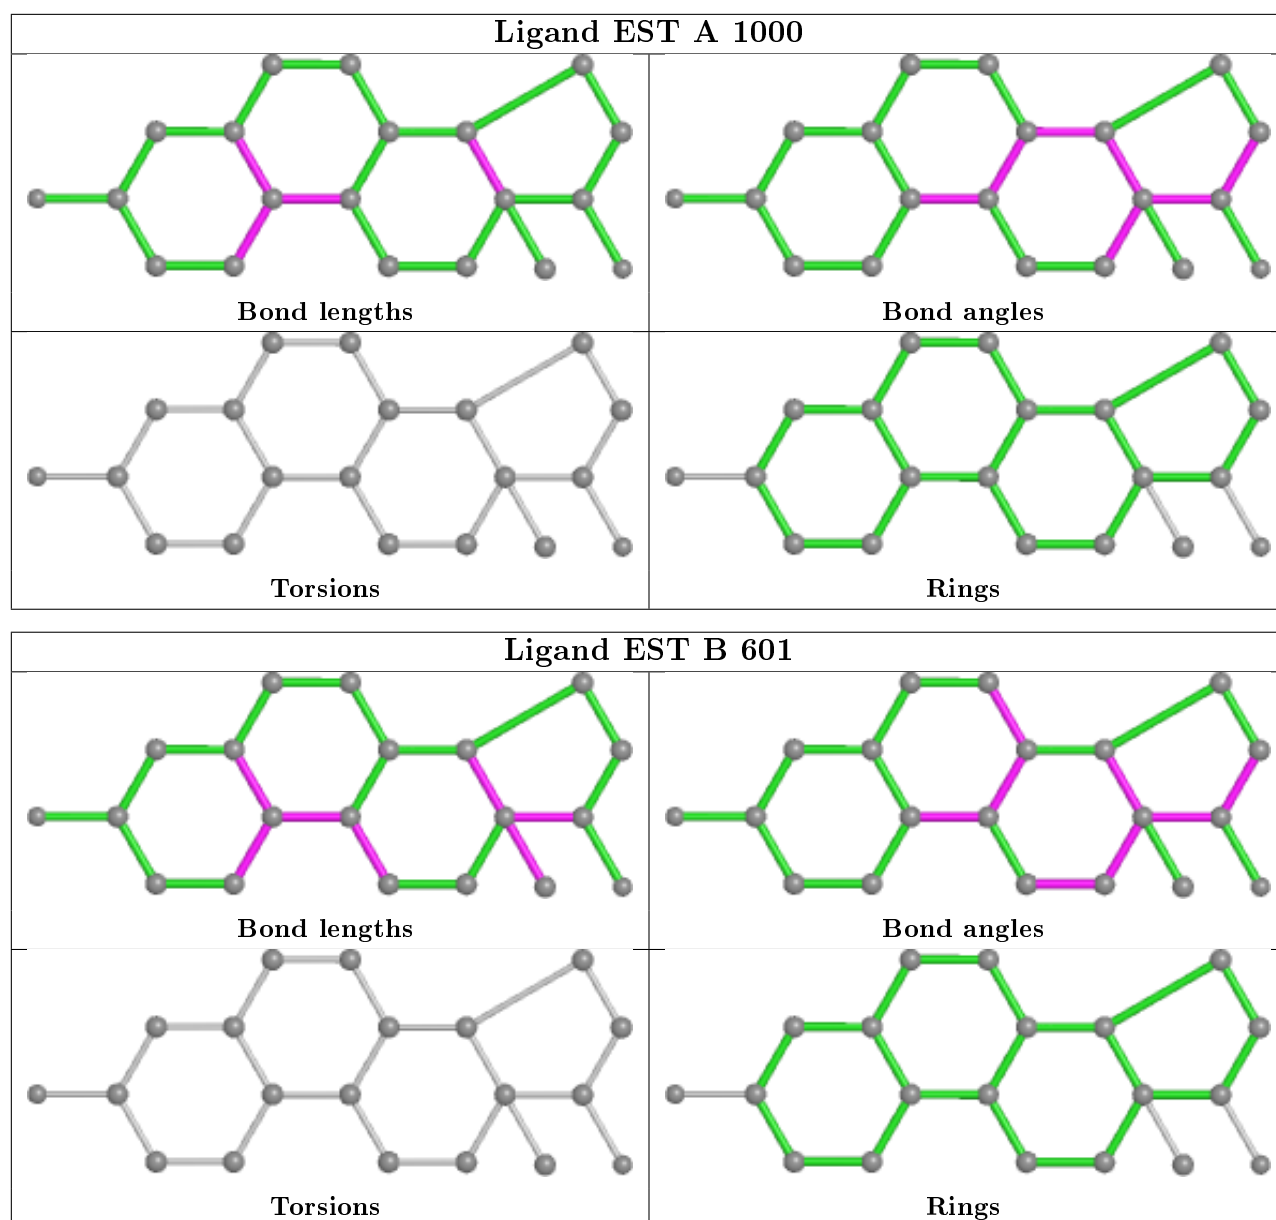 Ligand EST A 1000
Bond lengths
Bond angles
Torsions
Rings
Ligand EST B 601
Bond lengths
Bond angles
Torsions
Rings